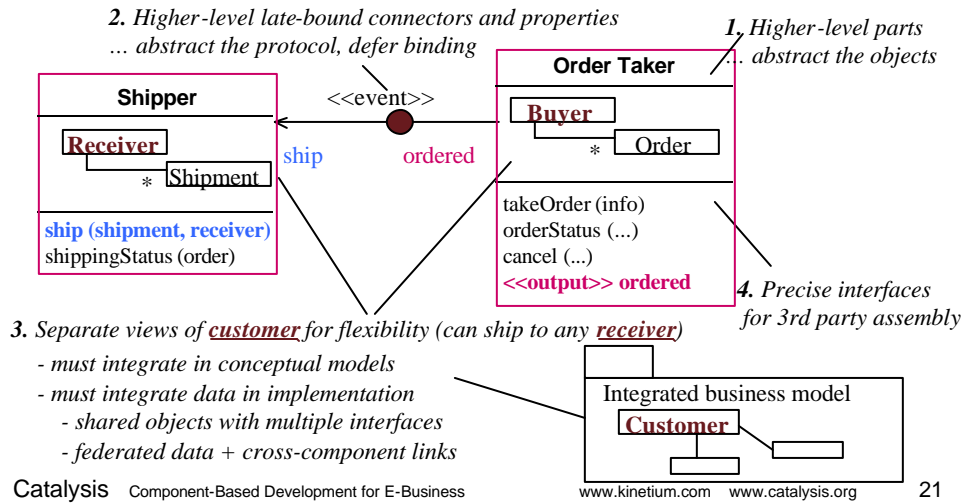 2. Higher-level late-bound connectors and properties
… abstract the protocol, defer binding
1. Higher-level parts
… abstract the objects
Shipper
<<event>>
Order Taker
Receiver
* Shipment
ship
ordered
Buyer
* Order
ship (shipment, receiver)
shippingStatus (order)
takeOrder (info)
orderStatus (...)
cancel (...)
<<output>> ordered
4. Precise interfaces
for 3rd party assembly
3. Separate views of customer for flexibility (can ship to any receiver)
- must integrate in conceptual models
- must integrate data in implementation
- shared objects with multiple interfaces
- federated data + cross-component links
Integrated business model
Customer
Catalysis Component-Based Development for E-Business www.kinetium.com www.catalysis.org 21